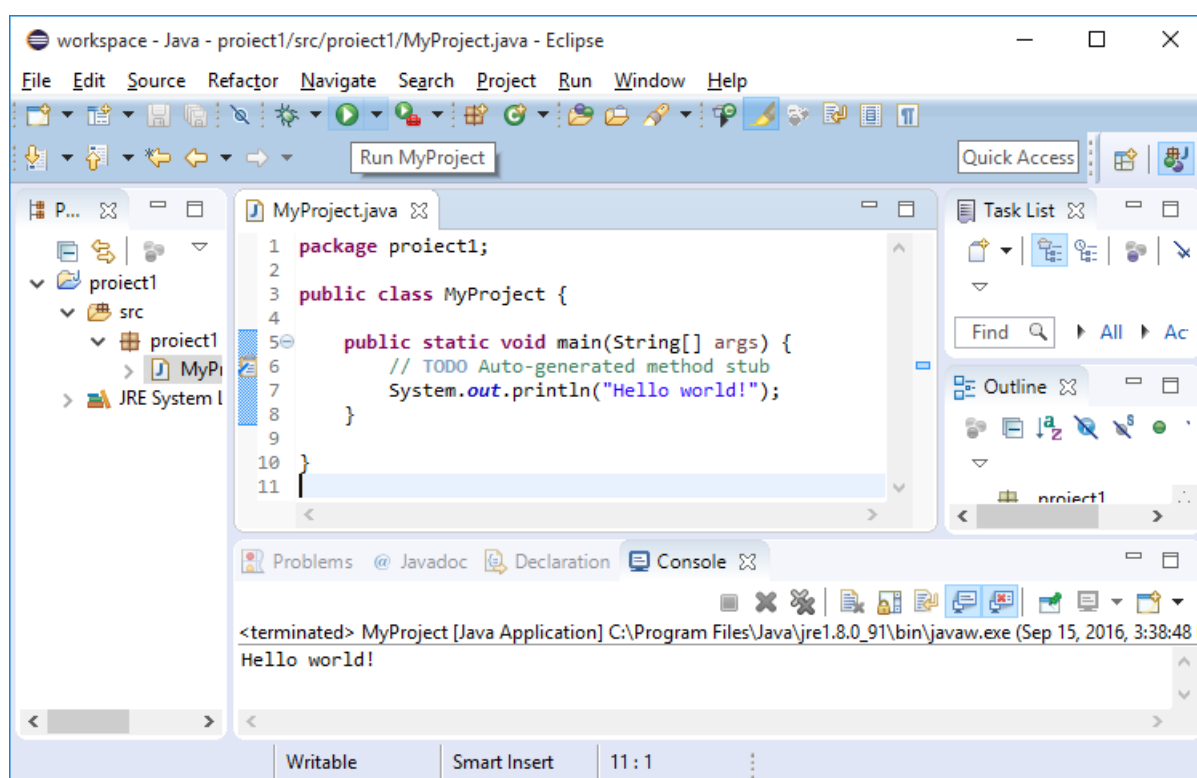 workspace - Java - proiect1/src/proiect1/MyProject.java - Eclipse
File Edit Source Refactor Navigate Search Project Run Window Help
Run MyProject
Quick Access
P...
proiect1
src
proiect1
MyPr
JRE System L
MyProject.java
1 package proiect1;
2
3 public class MyProject {
4
5 public static void main(String[] args) {
6 // TODO Auto-generated method stub
7 System.out.println("Hello world!");
8 }
9
10 }
11
Task List
Find All Ac
Outline
proiect1
Problems @ Javadoc Declaration Console
<terminated> MyProject [Java Application] C:\Program Files\Java\jre1.8.0_91\bin\javaw.exe (Sep 15, 2016, 3:38:48
Hello world!
Writable Smart Insert 11 : 1